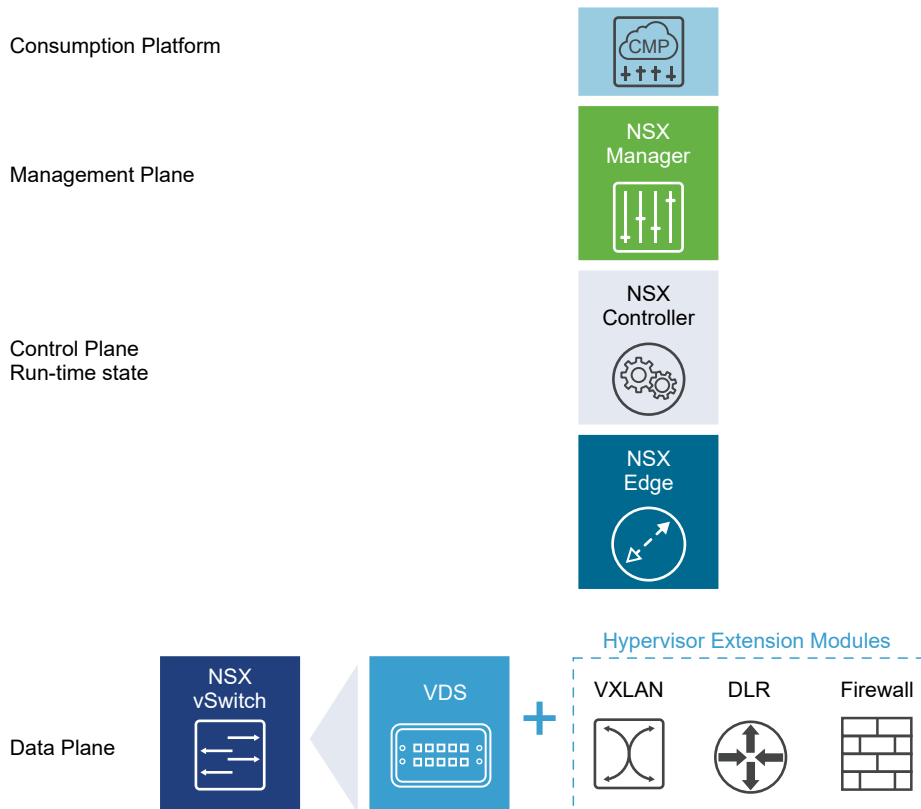 Consumption Platform
CMP
NSX
Manager
Management Plane
NSX
Controller
Control Plane
Run-time state
NSX
Edge
Hypervisor Extension Modules
NSX
vSwitch
VDS
+
VXLAN
DLR
Firewall
Data Plane